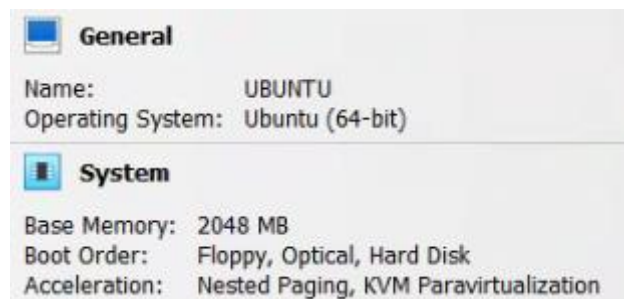 General
Name: UBUNTU
Operating System: Ubuntu (64-bit)
System
Base Memory: 2048 MB
Boot Order: Floppy, Optical, Hard Disk
Acceleration: Nested Paging, KVM Paravirtualization